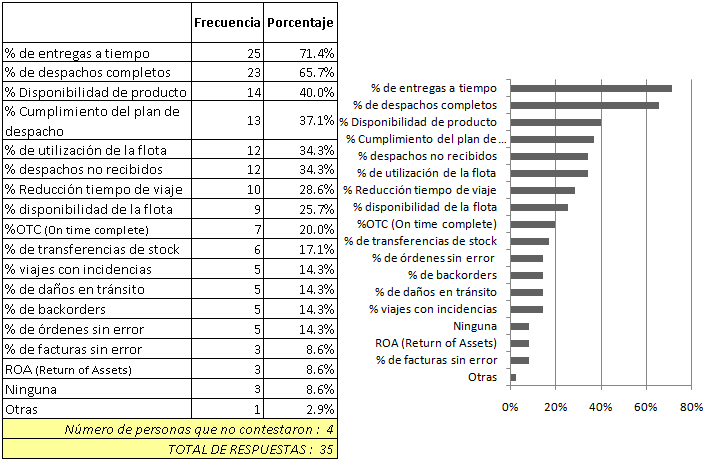 Frecuencia Porcentaje
% de entregas a tiempo 25 71.4%
% de despachos completos 23 65.7%
% Disponibilidad de producto 14 40.0%
% Cumplimiento del plan de
despacho 13 37.1%
% de utilización de la flota 12 34.3%
% despachos no recibidos 12 34.3%
% Reducción tiempo de viaje 10 28.6%
% disponibilidad de la flota 9 25.7%
%OTC (On time complete) 7 20.0%
% de transferencias de stock 6 17.1%
% viajes con incidencias 5 14.3%
% de daños en tránsito 5 14.3%
% de backorders 5 14.3%
% de órdenes sin error 5 14.3%
% de facturas sin error 3 8.6%
ROA (Return of Assets) 3 8.6%
Ninguna 3 8.6%
Otras 1 2.9%
Número de personas que no contestaron : 4
TOTAL DE RESPUESTAS : 35
% de entregas a tiempo
% de despachos completos
% Disponibilidad de producto
% Cumplimiento del plan de ...
% despachos no recibidos
% de utilización de la flota
% Reducción tiempo de viaje
% disponibilidad de la flota
%OTC (On time complete)
% de transferencias de stock
% de órdenes sin error
% de backorders
% de daños en tránsito
% viajes con incidencias
Ninguna
ROA (Return of Assets)
% de facturas sin error
Otras
0% 20% 40% 60% 80%